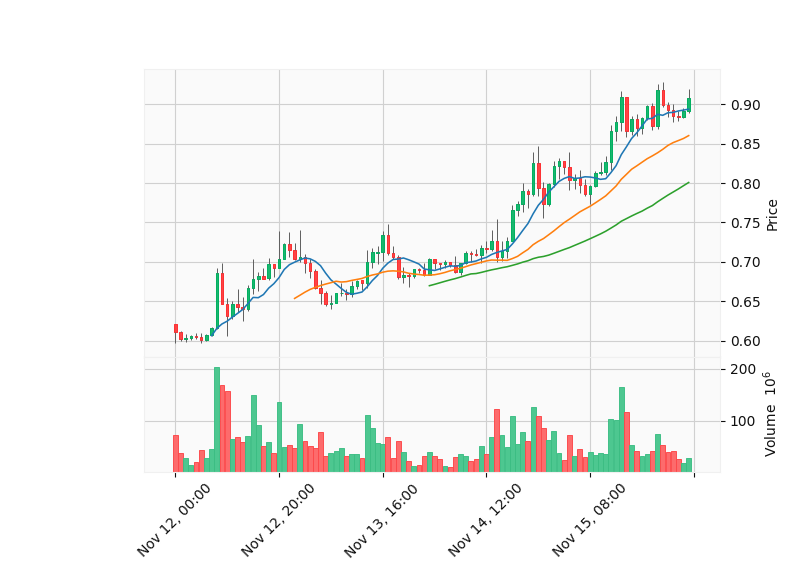 0.90
0.85
0.80
0.75
0.70
0.65
0.60
Price
200
100
Volume 10^6
Nov 12, 00:00
Nov 12, 20:00
Nov 13, 16:00
Nov 14, 12:00
Nov 15, 08:00